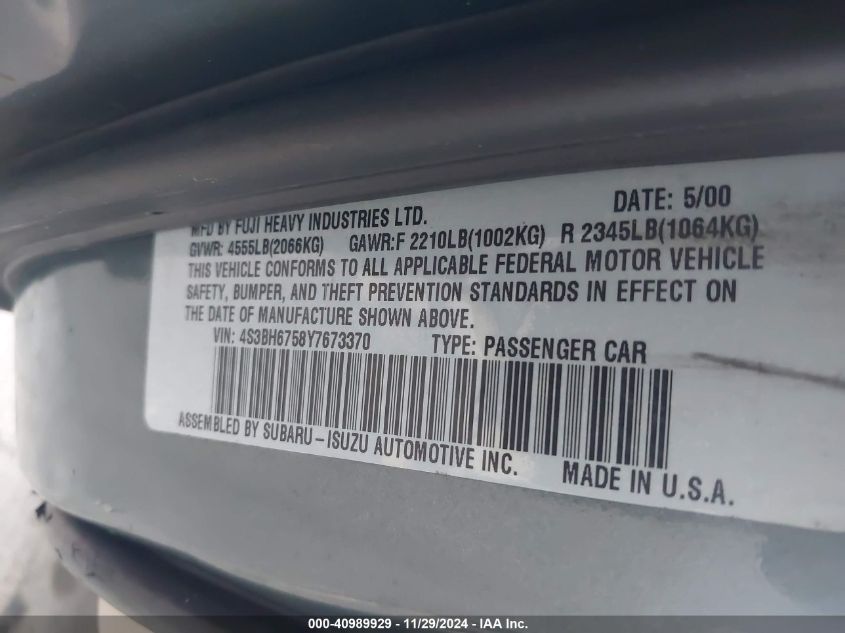 DATE: 5/00
MFD BY FUJI HEAVY INDUSTRIES LTD.
GVWR: 4555LB(2066KG) GAWR:F 2210LB(1002KG) R 2345LB(1064KG)
THIS VEHICLE CONFORMS TO ALL APPLICABLE FEDERAL MOTOR VEHICLE
SAFETY, BUMPER, AND THEFT PREVENTION STANDARDS IN EFFECT ON
THE DATE OF MANUFACTURE SHOWN ABOVE.
VIN: 4S3BH6758Y7673370 TYPE: PASSENGER CAR
ASSEMBLED BY SUBARU-ISUZU AUTOMOTIVE INC.
MADE IN U.S.A.
000-40989929 - 11/29/2024 - IAA Inc.